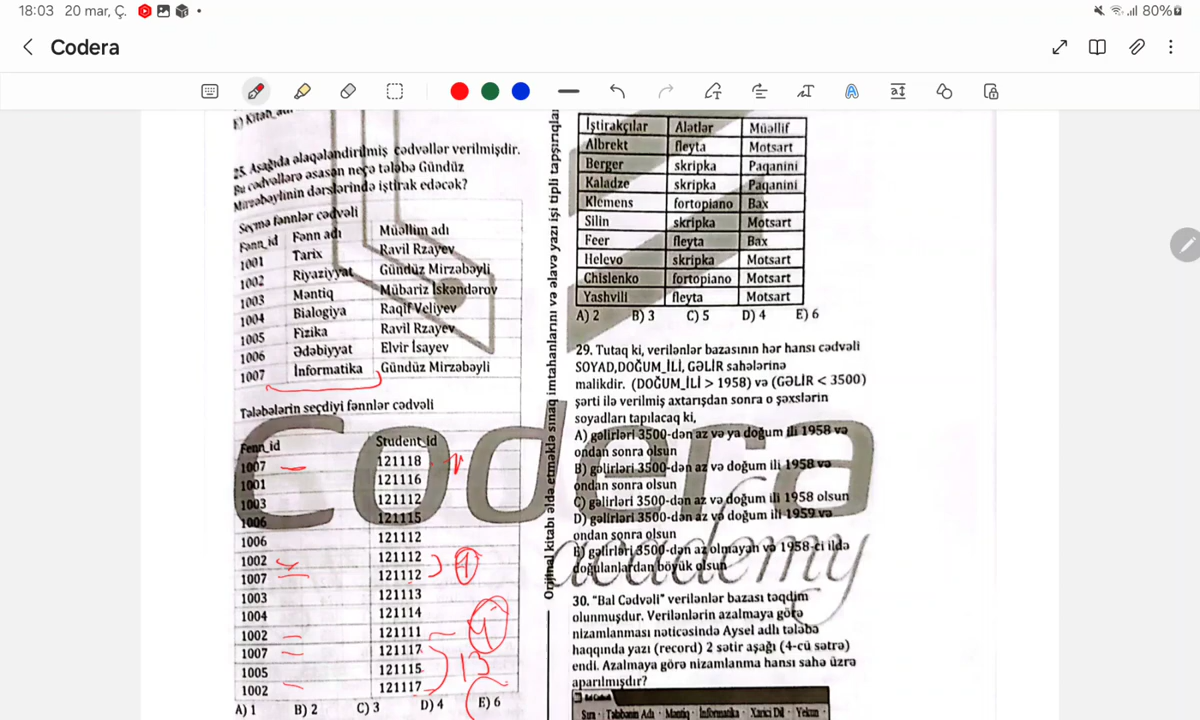 18:03 20 mar, Ç.
80%
Codera
25. Aşağıda əlaqələndirilmiş cədvəllər verilmişdir.
Bu cədvəllərə əsasən neçə tələbə Gündüz
Mirzəbəylinin dərslərində iştirak edəcək?
Seçmə fənnlər cədvəli
Fənn_id Fənn adı Müəllim adı
1001 Tarix Ravil Rzayev
1002 Riyaziyyat Gündüz Mirzəbəyli
1003 Məntiq Mübariz İskəndərov
1004 Bialogiya Raqif Veliyev
1005 Fizika Ravil Rzayev
1006 Ədəbiyyat Elvir İsayev
1007 İnformatika Gündüz Mirzəbəyli
Tələbələrin seçdiyi fənnlər cədvəli
Fenn_id Student_id
1007 121118
1001 121116
1003 121112
1006 121115
1006 121112
1002 121112
1007 121112
1003 121113
1004 121114
1002 121111
1007 121117
1005 121115
1002 121117
A) 1 B) 2 C) 3 D) 4 E) 6
Orijinal kitabı əldə etməklə sınaq imtahanlarını və əlavə yazı işi tipli tapşırıqlar
İştirakçılar Alətlər Müəllif
Albrekt fleyta Motsart
Berger skripka Paqanini
Kaladze skripka Paqanini
Klemens fortopiano Bax
Silin skripka Motsart
Feer fleyta Bax
Helevo skripka Motsart
Chislenko fortopiano Motsart
Yashvili fleyta Motsart
A) 2 B) 3 C) 5 D) 4 E) 6
29. Tutaq ki, verilənlər bazasının hər hansı cədvəli
SOYAD,DOĞUM_İLİ, GƏLİR sahələrinə
malikdir. (DOĞUM_İLİ > 1958) və (GƏLİR < 3500)
şərti ilə verilmiş axtarışdan sonra o şəxslərin
soyadları tapılacaq ki,
A) gəlirləri 3500-dən az və ya doğum ili 1958 və
ondan sonra olsun
B) gəlirləri 3500-dən az və doğum ili 1958 və
ondan sonra olsun
C) gəlirləri 3500-dən az və doğum ili 1958 olsun
D) gəlirləri 3500-dən az və doğum ili 1959 və
ondan sonra olsun
E) gəlirləri 3500-dən az olmayan və 1958-ci ildə
doğulanlardan böyük olsun
30. "Bal Cədvəli" verilənlər bazası təqdim
olunmuşdur. Verilənlərin azalmaya görə
nizamlanması nəticəsində Aysel adlı tələbə
haqqında yazı (record) 2 sətir aşağı (4-cü sətrə)
endi. Azalmaya görə nizamlanma hansı sahə üzrə
aparılmışdır?
Sıra Tələbənin Adı Məntiq İnformatika Xarici Dil Yekun
Codera
academy
4
13